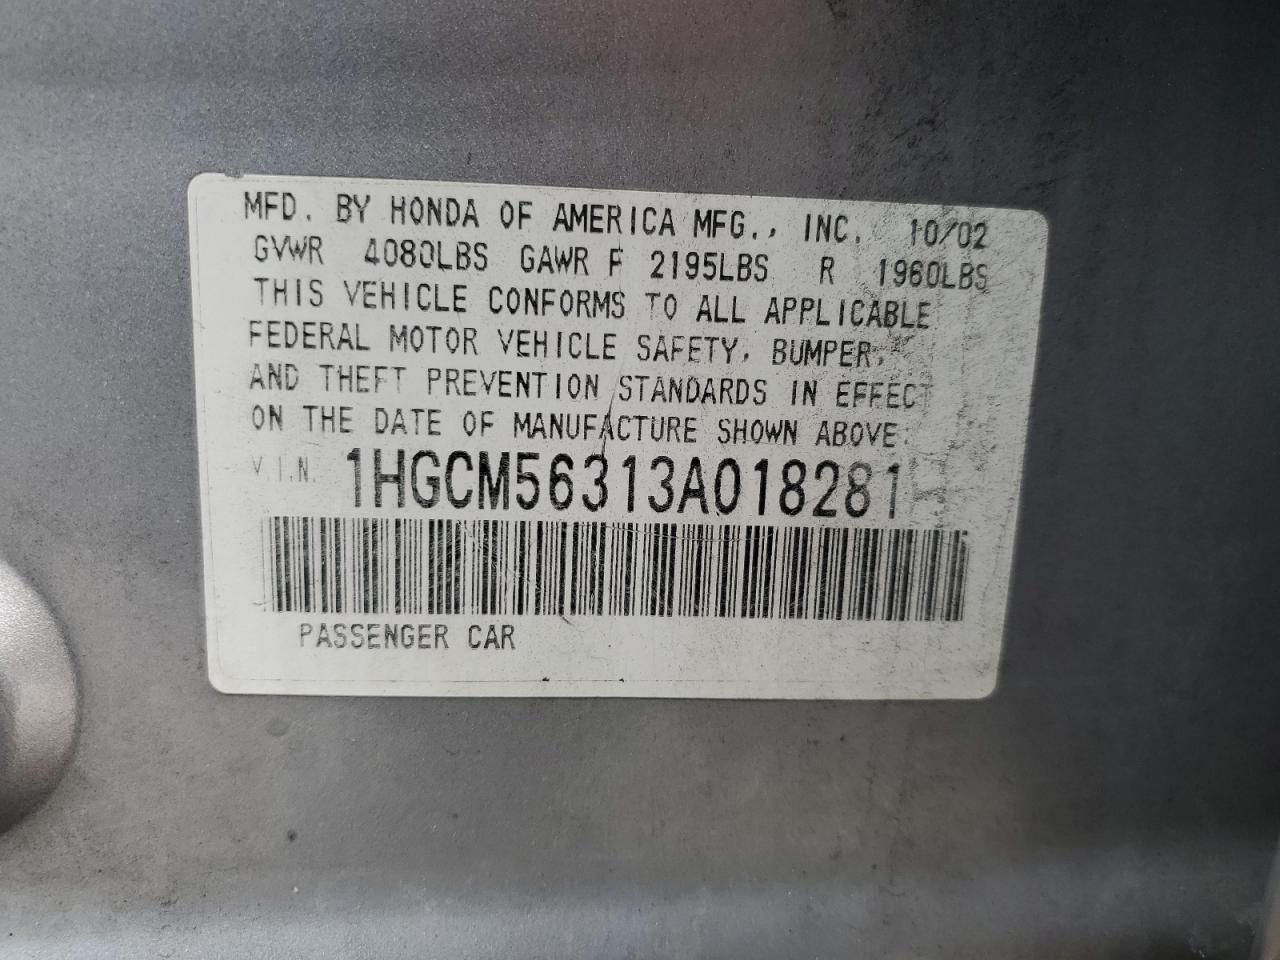 MFD. BY HONDA OF AMERICA MFG., INC. 10/02
GVWR 4080LBS GAWR F 2195LBS R 1960LBS
THIS VEHICLE CONFORMS TO ALL APPLICABLE
FEDERAL MOTOR VEHICLE SAFETY, BUMPER,
AND THEFT PREVENTION STANDARDS IN EFFECT
ON THE DATE OF MANUFACTURE SHOWN ABOVE.
V.I.N. 1HGCM56313A018281
PASSENGER CAR